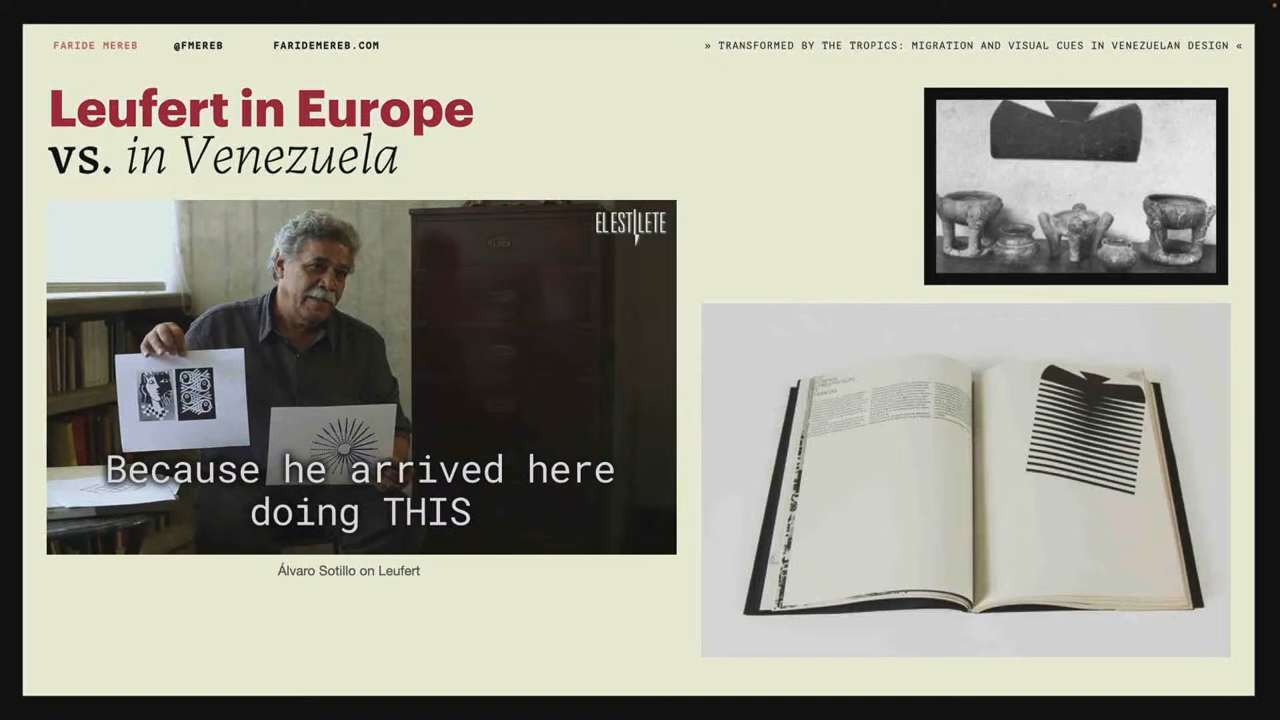 FARIDE MEREB @FMEREB FARIDEMEREB.COM
» TRANSFORMED BY THE TROPICS: MIGRATION AND VISUAL CUES IN VENEZUELAN DESIGN «
Leufert in Europe
vs. in Venezuela
EL ESTILETE
Because he arrived here
doing THIS
Álvaro Sotillo on Leufert